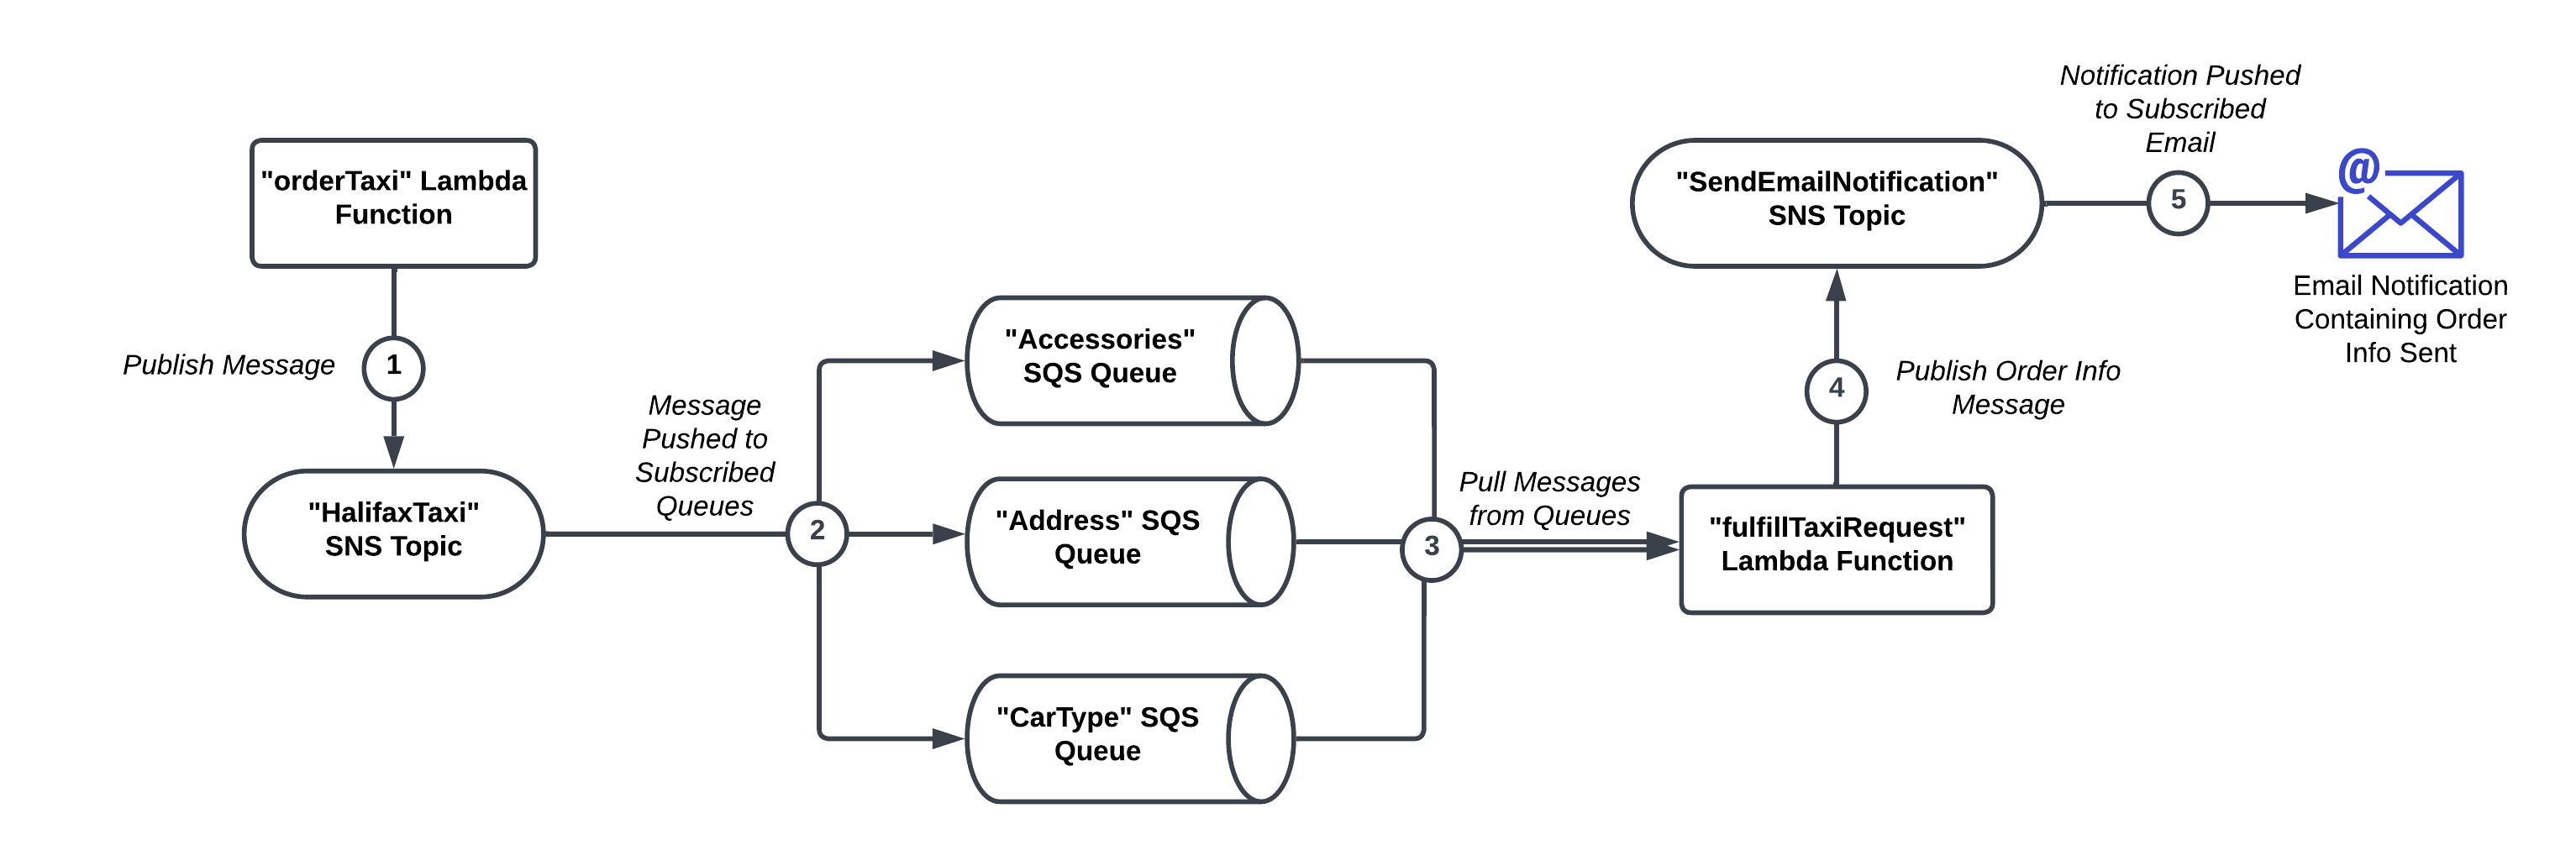 "orderTaxi" Lambda
Function
Publish Message
1
"HalifaxTaxi"
SNS Topic
Message
Pushed to
Subscribed
Queues
2
"Accessories"
SQS Queue
"Address" SQS
Queue
"CarType" SQS
Queue
Pull Messages
from Queues
3
"fulfillTaxiRequest"
Lambda Function
4
Publish Order Info
Message
"SendEmailNotification"
SNS Topic
Notification Pushed
to Subscribed
Email
5
@
Email Notification
Containing Order
Info Sent